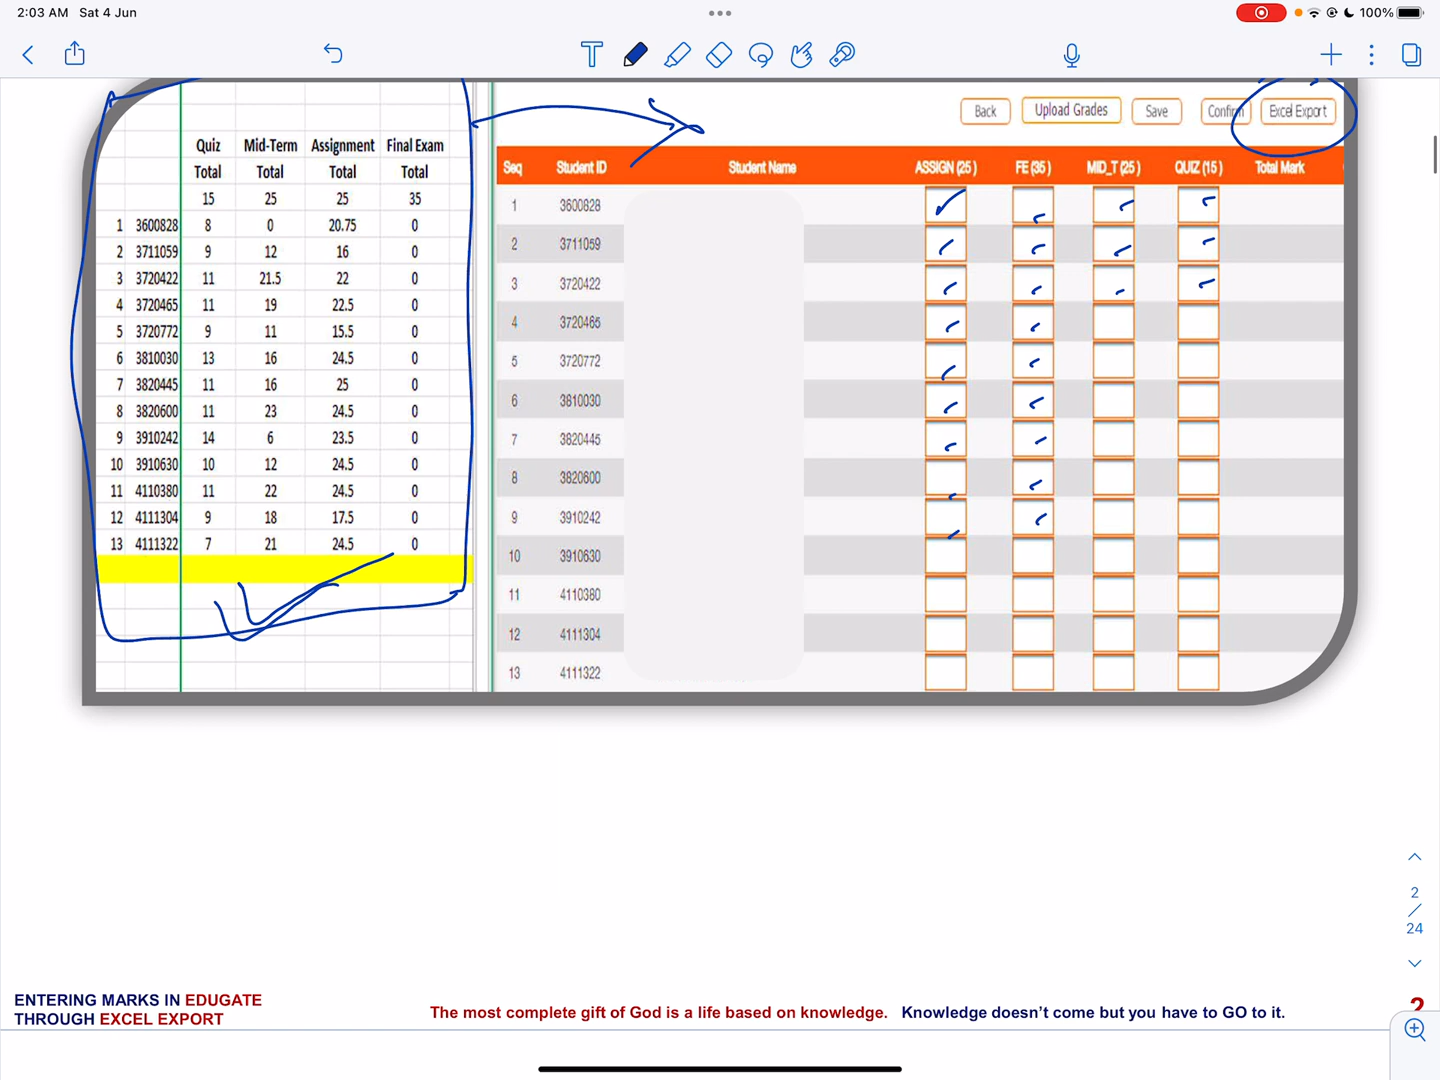 2:03 AM Sat 4 Jun
100%
Quiz Mid-Term Assignment Final Exam
Total Total Total Total
15 25 25 35
1 3600828 8 0 20.75 0
2 3711059 9 12 16 0
3 3720422 11 21.5 22 0
4 3720465 11 19 22.5 0
5 3720772 9 11 15.5 0
6 3810030 13 16 24.5 0
7 3820445 11 16 25 0
8 3820600 11 23 24.5 0
9 3910242 14 6 23.5 0
10 3910630 10 12 24.5 0
11 4110380 11 22 24.5 0
12 4111304 9 18 17.5 0
13 4111322 7 21 24.5 0
Back Upload Grades Save Confirm Excel Export
Seq Student ID Student Name ASSIGN (25 ) FE (35 ) MID_T (25 ) QUIZ (15 ) Total Mark
1 3600828
2 3711059
3 3720422
4 3720465
5 3720772
6 3810030
7 3820445
8 3820600
9 3910242
10 3910630
11 4110380
12 4111304
13 4111322
2
/
24
ENTERING MARKS IN EDUGATE
THROUGH EXCEL EXPORT
The most complete gift of God is a life based on knowledge. Knowledge doesn't come but you have to GO to it.
2